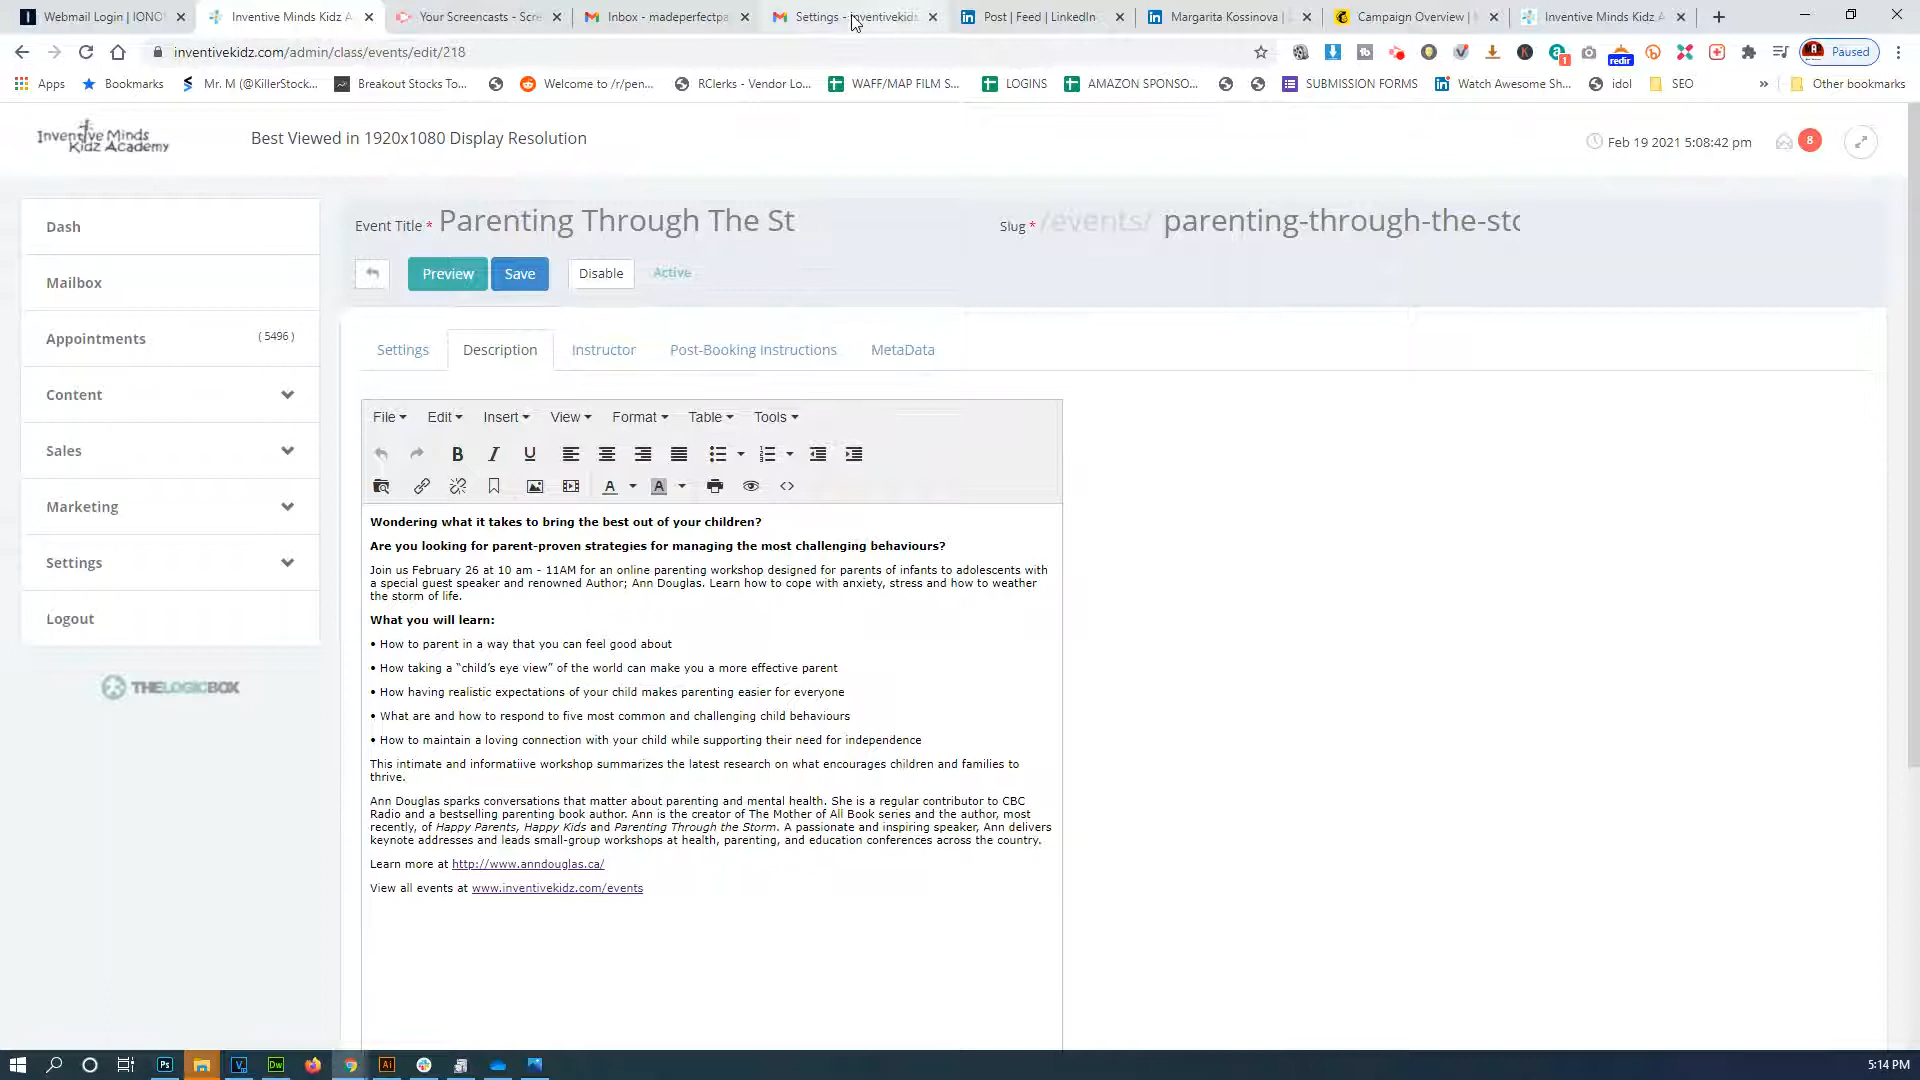 Webmail Login | IONO
Inventive Minds Kidz A
Your Screencasts - Scre
Inbox - madeperfectpa
Settings - inventivekidz
Post | Feed | LinkedIn
Margarita Kossinova |
Campaign Overview |
Inventive Minds Kidz A
inventivekidz.com/admin/class/events/edit/218
1
redir
Paused
Apps
Bookmarks
Mr. M (@KillerStock...
Breakout Stocks To...
Welcome to /r/pen...
RClerks - Vendor Lo...
WAFF/MAP FILM S...
LOGINS
AMAZON SPONSO...
SUBMISSION FORMS
Watch Awesome Sh...
idol
SEO
»
Other bookmarks
Inventive Minds
Kidz Academy
Best Viewed in 1920x1080 Display Resolution
Feb 19 2021 5:08:42 pm
8
Dash
Mailbox
Appointments (5496)
Content
Sales
Marketing
Settings
Logout
THELOGICBOX
Event Title * Parenting Through The St
Slug * /events/ parenting-through-the-sto
Preview
Save
Disable
Active
Settings
Description
Instructor
Post-Booking Instructions
MetaData
File
Edit
Insert
View
Format
Table
Tools
Wondering what it takes to bring the best out of your children?
Are you looking for parent-proven strategies for managing the most challenging behaviours?
Join us February 26 at 10 am - 11AM for an online parenting workshop designed for parents of infants to adolescents with
a special guest speaker and renowned Author; Ann Douglas. Learn how to cope with anxiety, stress and how to weather
the storm of life.
What you will learn:
• How to parent in a way that you can feel good about
• How taking a “child’s eye view” of the world can make you a more effective parent
• How having realistic expectations of your child makes parenting easier for everyone
• What are and how to respond to five most common and challenging child behaviours
• How to maintain a loving connection with your child while supporting their need for independence
This intimate and informatiive workshop summarizes the latest research on what encourages children and families to
thrive.
Ann Douglas sparks conversations that matter about parenting and mental health. She is a regular contributor to CBC
Radio and a bestselling parenting book author. Ann is the creator of The Mother of All Book series and the author, most
recently, of Happy Parents, Happy Kids and Parenting Through the Storm. A passionate and inspiring speaker, Ann delivers
keynote addresses and leads small-group workshops at health, parenting, and education conferences across the country.
Learn more at http://www.anndouglas.ca/
View all events at www.inventivekidz.com/events
5:14 PM